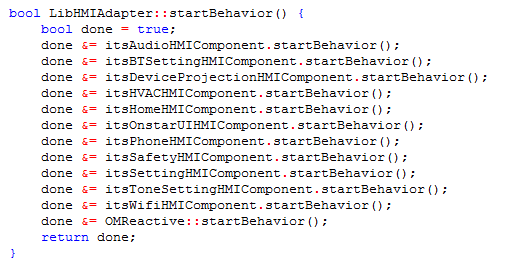 bool LibHMIAdapter::startBehavior() {
    bool done = true;
    done &= itsAudioHMIComponent.startBehavior();
    done &= itsBTSettingHMIComponent.startBehavior();
    done &= itsDeviceProjectionHMIComponent.startBehavior();
    done &= itsHVACHMIComponent.startBehavior();
    done &= itsHomeHMIComponent.startBehavior();
    done &= itsOnstarUIHMIComponent.startBehavior();
    done &= itsPhoneHMIComponent.startBehavior();
    done &= itsSafetyHMIComponent.startBehavior();
    done &= itsSettingHMIComponent.startBehavior();
    done &= itsToneSettingHMIComponent.startBehavior();
    done &= itsWifiHMIComponent.startBehavior();
    done &= OMReactive::startBehavior();
    return done;
}